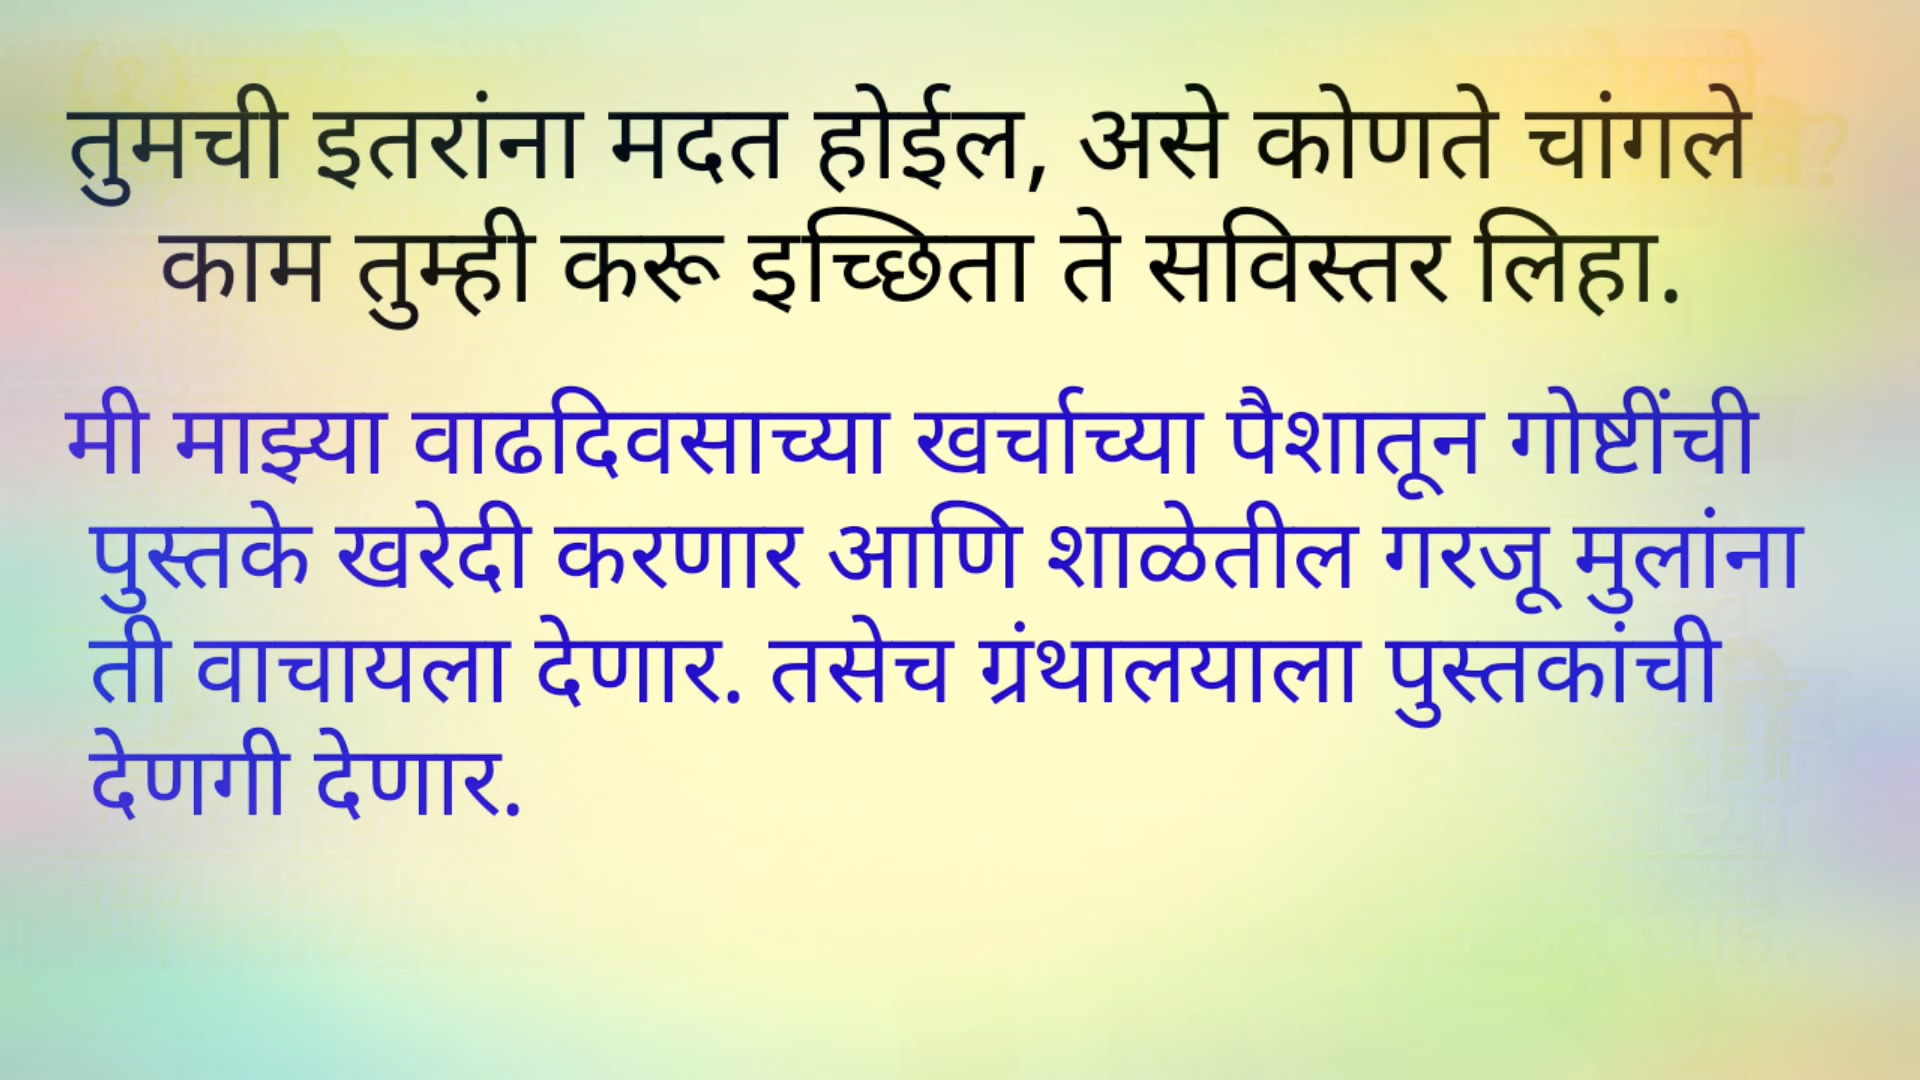 तुमची इतरांना मदत होईल, असे कोणते चांगले
काम तुम्ही करू इच्छिता ते सविस्तर लिहा.
मी माझ्या वाढदिवसाच्या खर्चाच्या पैशातून गोष्टींची
पुस्तके खरेदी करणार आणि शाळेतील गरजू मुलांना
ती वाचायला देणार. तसेच ग्रंथालयाला पुस्तकांची
देणगी देणार.